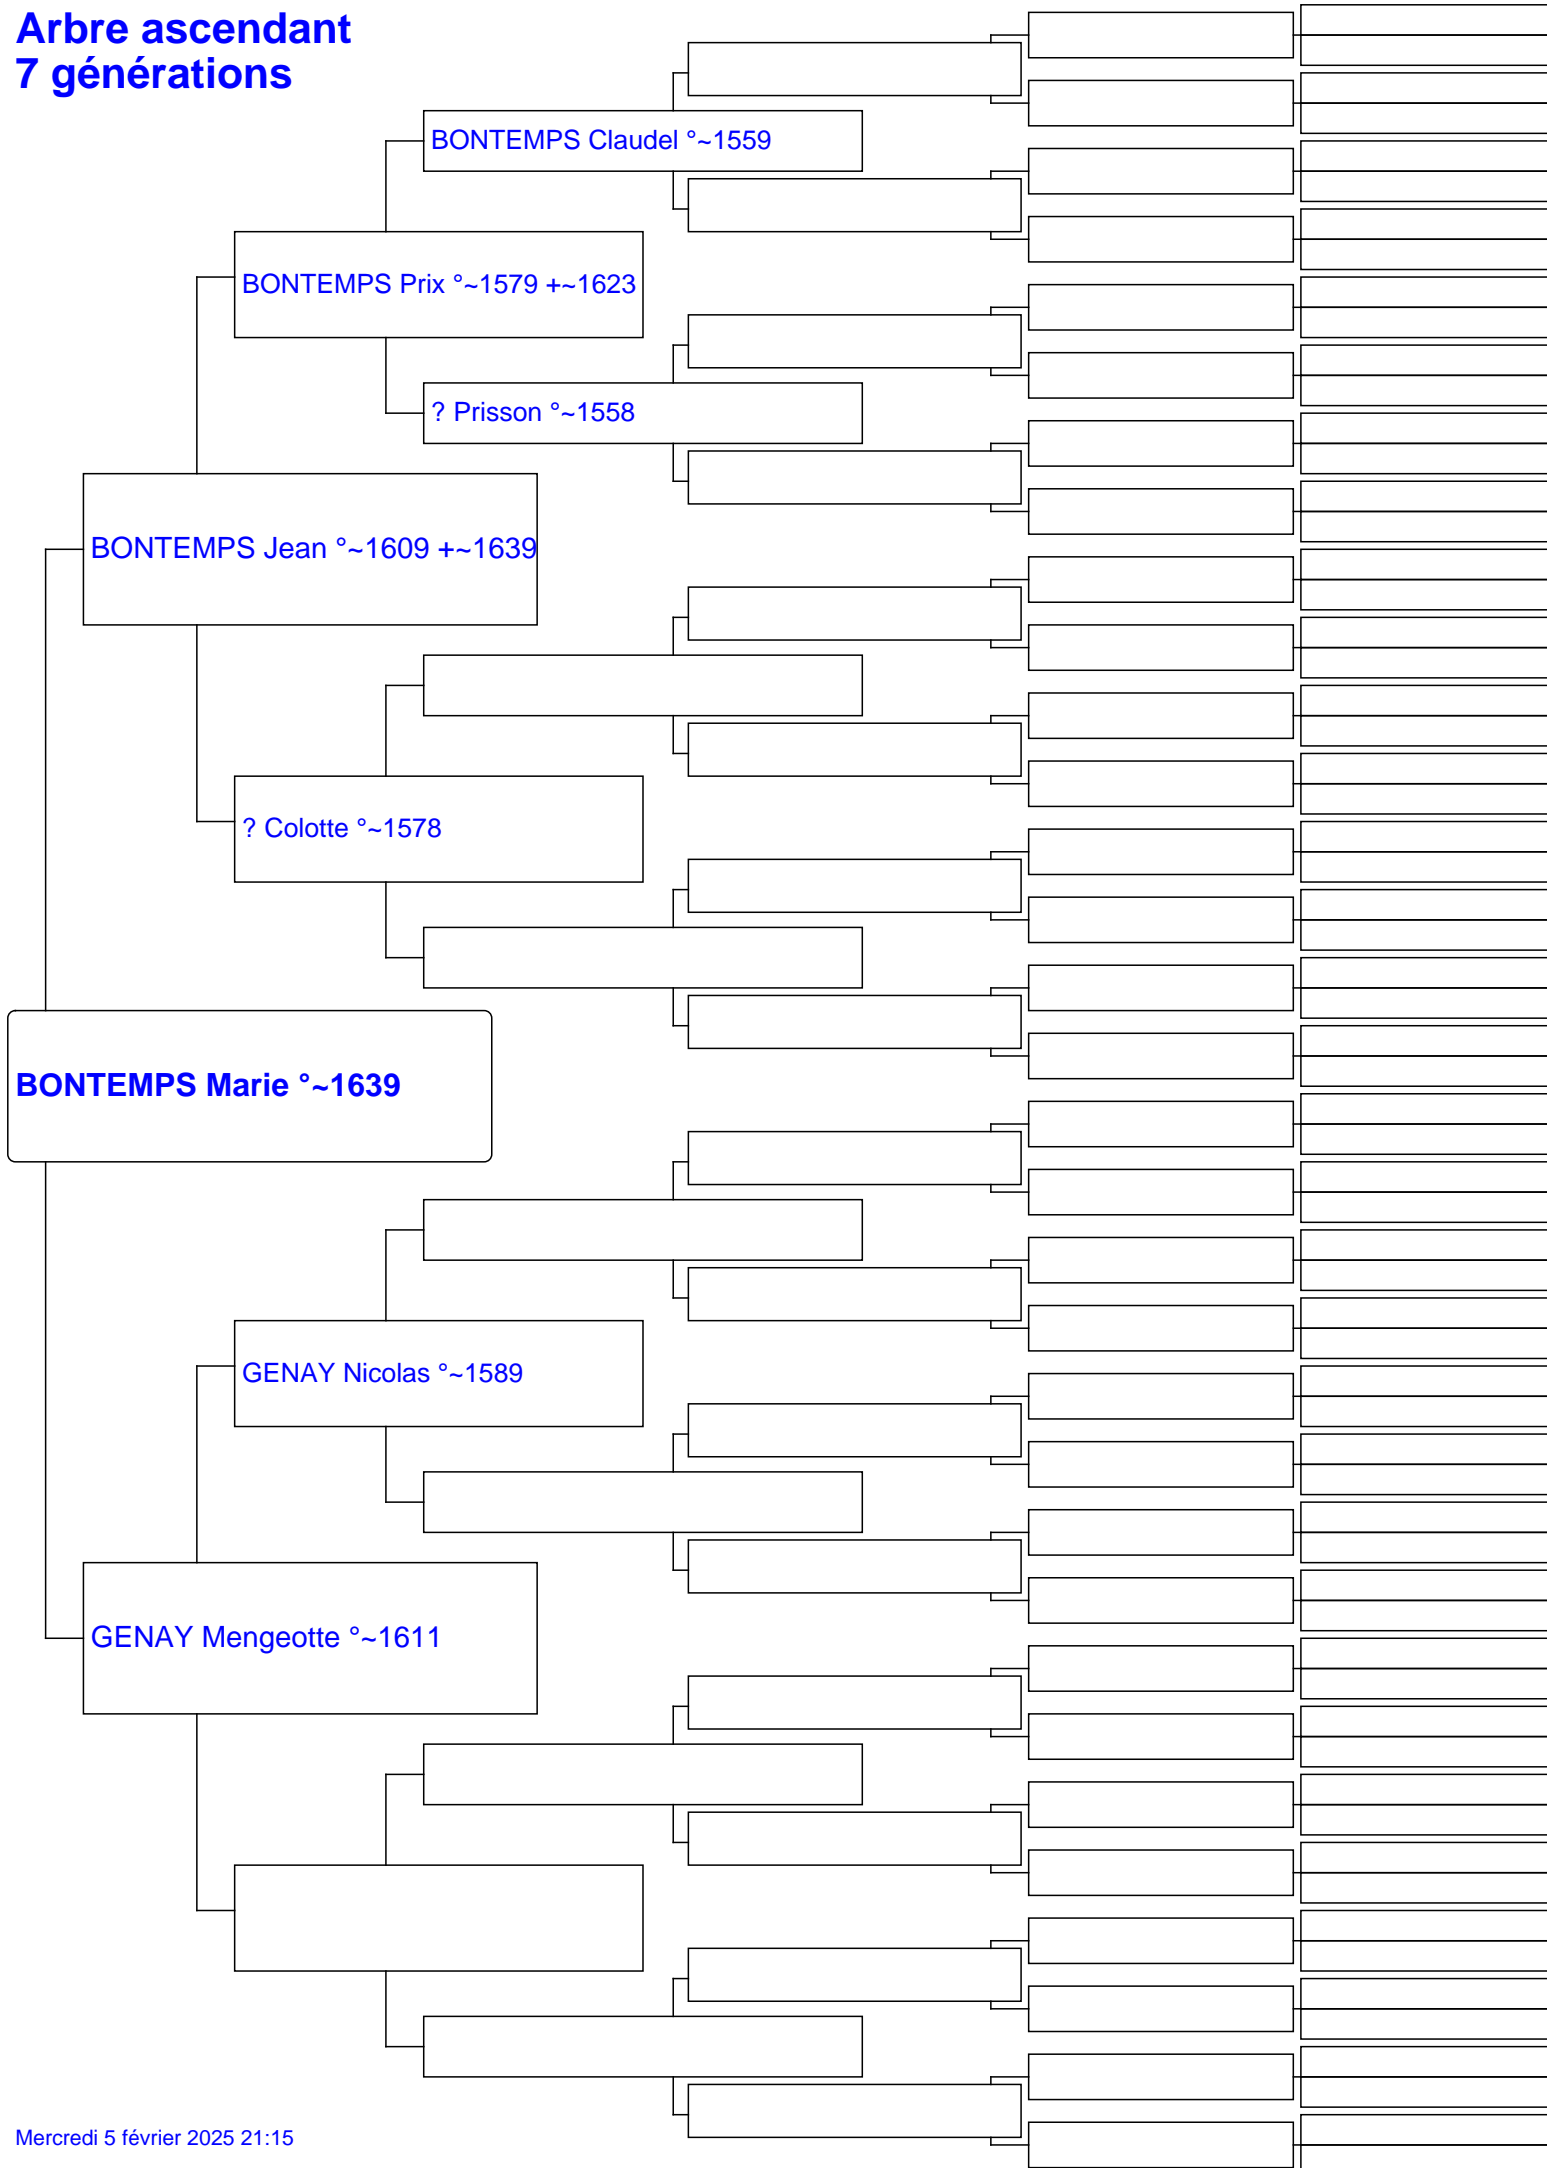 Arbre ascendant
7 générations
BONTEMPS Claudel °~1559
BONTEMPS Prix °~1579 +~1623
? Prisson °~1558
BONTEMPS Jean °~1609 +~1639
? Colotte °~1578
BONTEMPS Marie °~1639
GENAY Nicolas °~1589
GENAY Mengeotte °~1611
Mercredi 5 février 2025 21:15